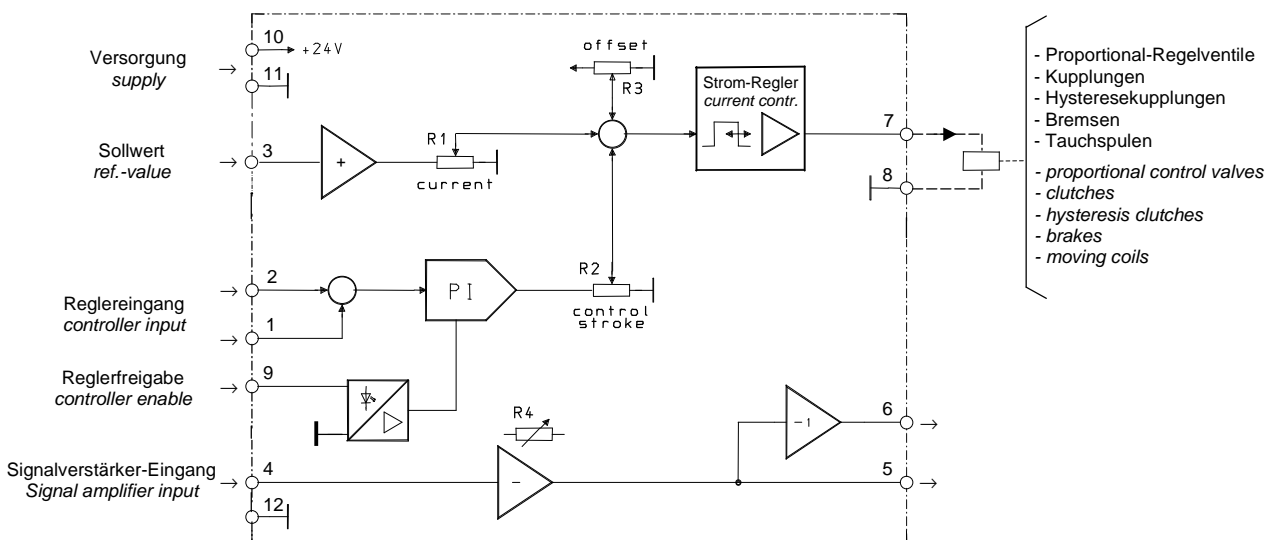 Versorgung
supply
10
+24V
11
Sollwert
ref.-value
3
+
R1
current
offset
R3
Strom-Regler
current contr.
7
8
- Proportional-Regelventile
- Kupplungen
- Hysteresekupplungen
- Bremsen
- Tauchspulen
- proportional control valves
- clutches
- hysteresis clutches
- brakes
- moving coils
Reglereingang
controller input
2
1
PI
R2
control
stroke
Reglerfreigabe
controller enable
9
Signalverstärker-Eingang
Signal amplifier input
4
12
R4
-
-1
6
5